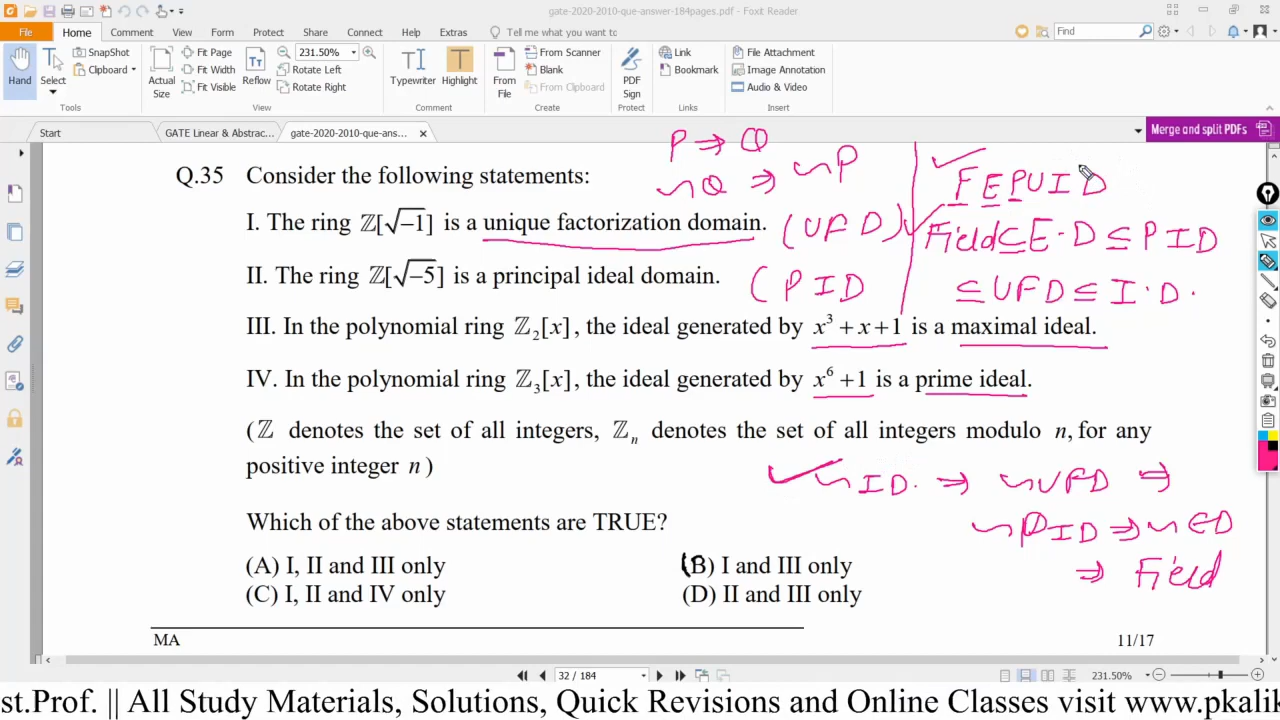 gate-2020-2010-que-answer-184pages.pdf - Foxit Reader
File Home Comment View Form Protect Share Connect Help Extras Tell me what you want to Find
Hand Select SnapShot Clipboard Actual Size Fit Page Fit Width Fit Visible Reflow 231.50% Rotate Left Rotate Right Typewriter Highlight From File From Scanner Blank From Clipboard PDF Sign Link Bookmark File Attachment Image Annotation Audio & Video
Tools View Comment Create Protect Links Insert
Start GATE Linear & Abstrac... gate-2020-2010-que-an... Merge and split PDFs
P ⇒ Q
~Q ⇒ ~P
F E P U I D
Field ⊆ E·D ⊆ PID
⊆ UFD ⊆ I·D·
Q.35 Consider the following statements:
I. The ring ℤ[√−1] is a unique factorization domain. (UFD)
II. The ring ℤ[√−5] is a principal ideal domain. (PID
III. In the polynomial ring ℤ₂[x], the ideal generated by x³ + x + 1 is a maximal ideal.
IV. In the polynomial ring ℤ₃[x], the ideal generated by x⁶ + 1 is a prime ideal.
(ℤ denotes the set of all integers, ℤₙ denotes the set of all integers modulo n, for any
positive integer n)
~ID· ⇒ ~UFD ⇒
~PID ⇒ ~ED
⇒ Field
Which of the above statements are TRUE?
(A) I, II and III only (B) I and III only
(C) I, II and IV only (D) II and III only
MA 11/17
32 / 184 231.50%
st.Prof. || All Study Materials, Solutions, Quick Revisions and Online Classes visit www.pkalik